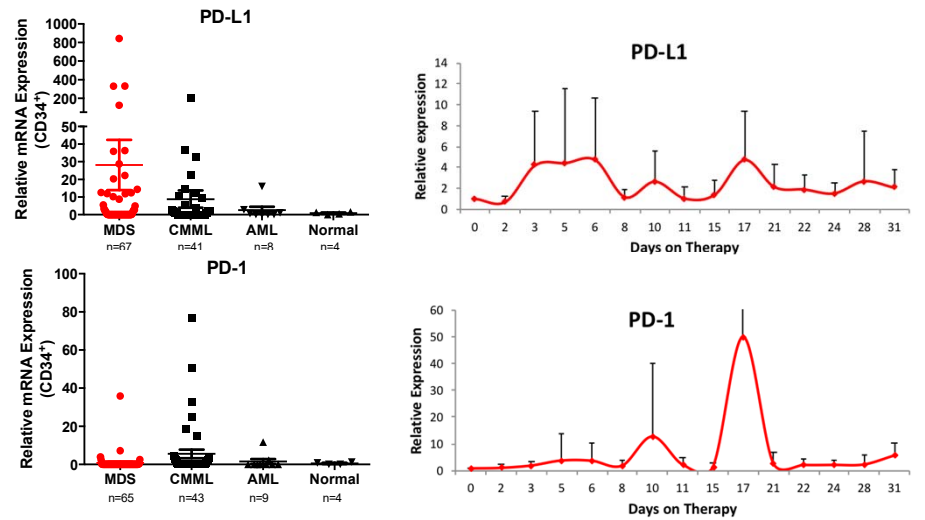 PD-L1
Relative mRNA Expression
(CD34+)
1000
800
600
400
200
50
40
30
20
10
0
MDS CMML AML Normal
n=67 n=41 n=8 n=4
PD-L1
Relative expression
14
12
10
8
6
4
2
0
0 2 3 5 6 8 10 11 15 17 21 22 24 28 31
Days on Therapy
PD-1
Relative mRNA Expression
(CD34+)
100
80
60
40
20
0
MDS CMML AML Normal
n=65 n=43 n=9 n=4
PD-1
Relative Expression
60
50
40
30
20
10
0
0 2 3 5 6 8 10 11 15 17 21 22 24 28 31
Days on Therapy